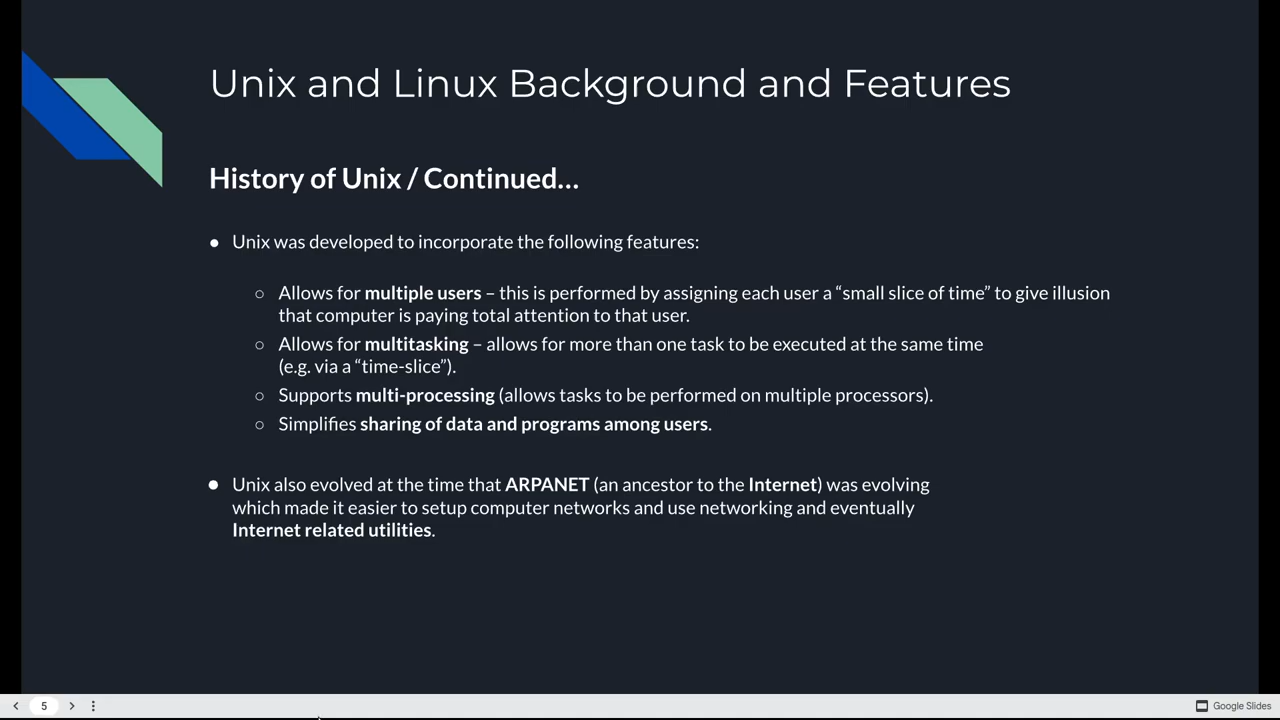 Unix and Linux Background and Features
History of Unix / Continued...
● Unix was developed to incorporate the following features:
○ Allows for multiple users – this is performed by assigning each user a “small slice of time” to give illusion
that computer is paying total attention to that user.
○ Allows for multitasking – allows for more than one task to be executed at the same time
(e.g. via a “time-slice”).
○ Supports multi-processing (allows tasks to be performed on multiple processors).
○ Simplifies sharing of data and programs among users.
● Unix also evolved at the time that ARPANET (an ancestor to the Internet) was evolving
which made it easier to setup computer networks and use networking and eventually
Internet related utilities.
5
Google Slides